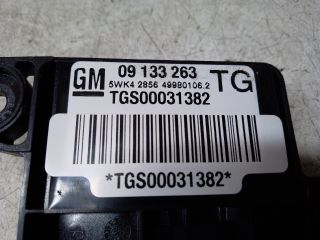 GM 09 133 263 TG
5WK4 2856 49980106.2
TGS00031382
*TGS00031382*